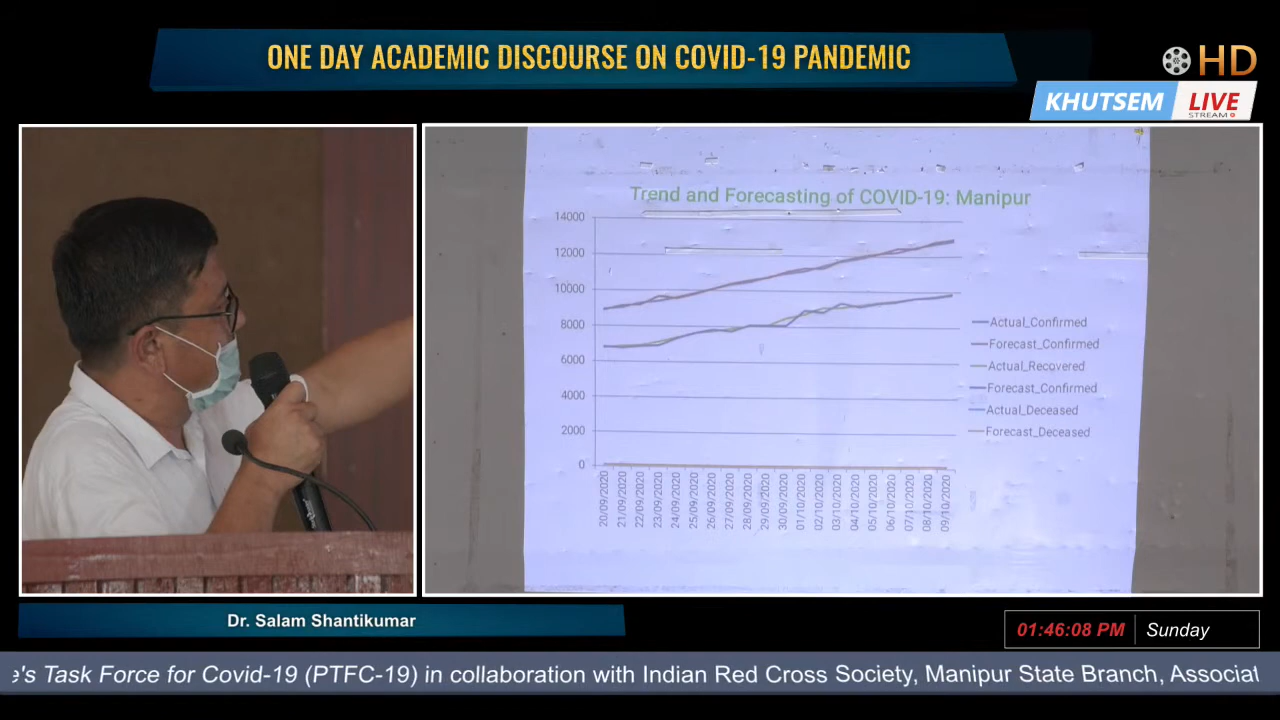 ONE DAY ACADEMIC DISCOURSE ON COVID-19 PANDEMIC
HD
KHUTSEM LIVE
STREAM
Trend and Forecasting of COVID-19: Manipur
14000
12000
10000
8000
6000
4000
2000
0
20/09/2020
21/09/2020
22/09/2020
23/09/2020
24/09/2020
25/09/2020
26/09/2020
27/09/2020
28/09/2020
29/09/2020
30/09/2020
01/10/2020
02/10/2020
03/10/2020
04/10/2020
05/10/2020
06/10/2020
07/10/2020
08/10/2020
09/10/2020
Actual_Confirmed
Forecast_Confirmed
Actual_Recovered
Forecast_Confirmed
Actual_Deceased
Forecast_Deceased
Dr. Salam Shantikumar
01:46:08 PM Sunday
's Task Force for Covid-19 (PTFC-19) in collaboration with Indian Red Cross Society, Manipur State Branch, Associat